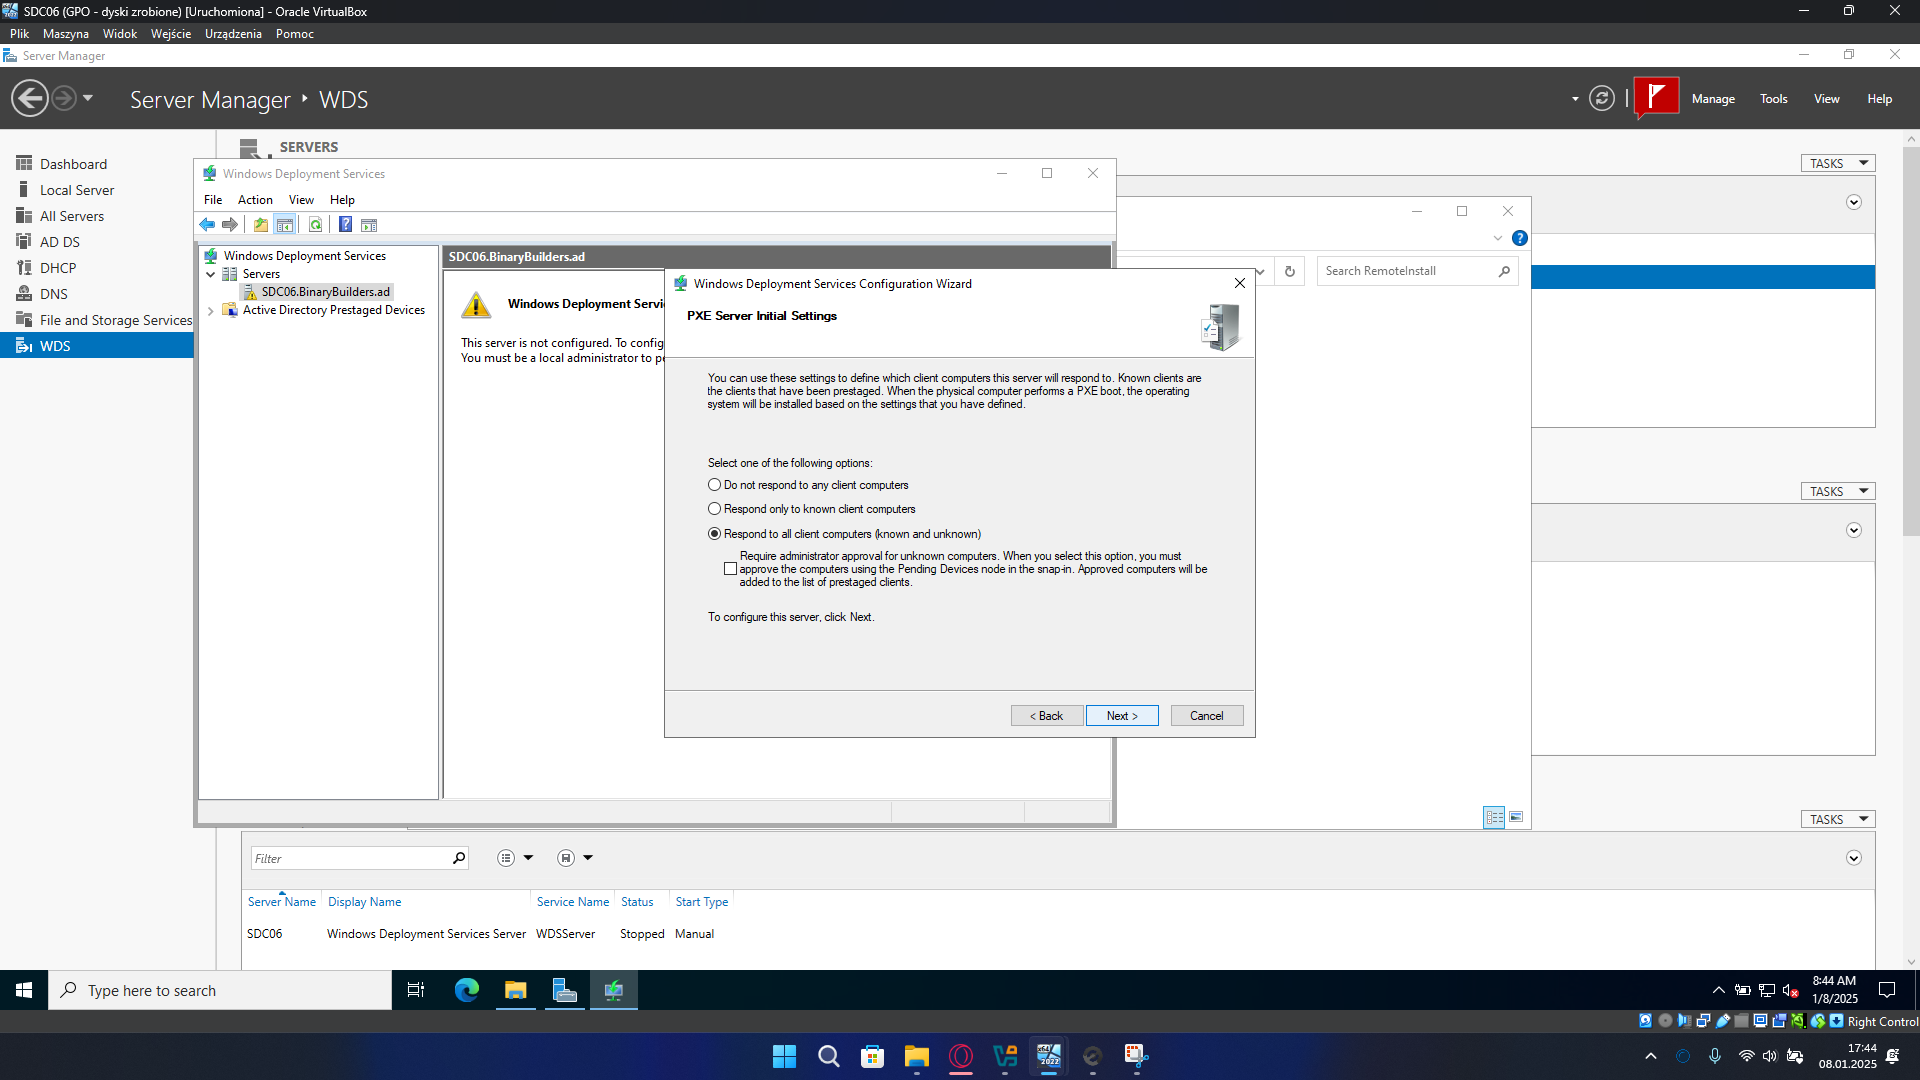 SDC06 (GPO - dyski zrobione) [Uruchomiona] - Oracle VirtualBox
Plik Maszyna Widok Wejście Urządzenia Pomoc
Server Manager
Server Manager ‣ WDS
Manage Tools View Help
Dashboard
Local Server
All Servers
AD DS
DHCP
DNS
File and Storage Services
WDS
SERVERS
TASKS
Windows Deployment Services
File Action View Help
Windows Deployment Services
Servers
SDC06.BinaryBuilders.ad
Active Directory Prestaged Devices
SDC06.BinaryBuilders.ad
Windows Deployment Servi
This server is not configured. To config
You must be a local administrator to pe
Search RemoteInstall
Windows Deployment Services Configuration Wizard
PXE Server Initial Settings
You can use these settings to define which client computers this server will respond to. Known clients are
the clients that have been prestaged. When the physical computer performs a PXE boot, the operating
system will be installed based on the settings that you have defined.
Select one of the following options:
Do not respond to any client computers
Respond only to known client computers
Respond to all client computers (known and unknown)
Require administrator approval for unknown computers. When you select this option, you must
approve the computers using the Pending Devices node in the snap-in. Approved computers will be
added to the list of prestaged clients.
To configure this server, click Next.
< Back Next > Cancel
TASKS
TASKS
Filter
Server Name Display Name Service Name Status Start Type
SDC06 Windows Deployment Services Server WDSServer Stopped Manual
Type here to search
8:44 AM
1/8/2025
Right Control
17:44
08.01.2025